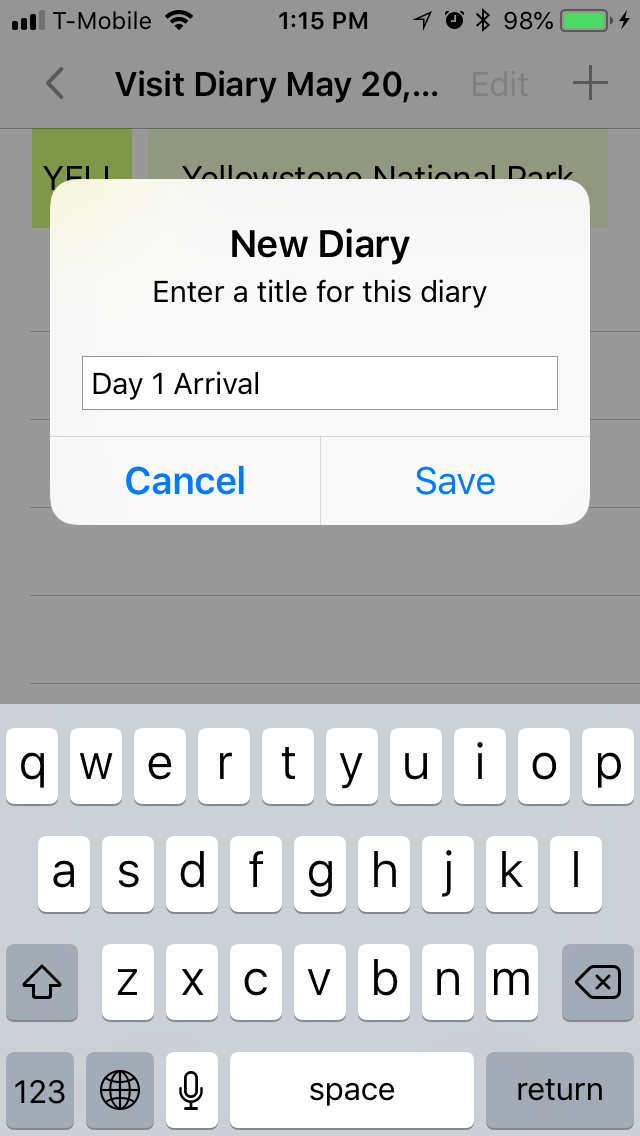 T-Mobile 1:15 PM 98%
Visit Diary May 20,... Edit
YELL Yellowstone National Park
New Diary
Enter a title for this diary
Day 1 Arrival
Cancel Save
q w e r t y u i o p
a s d f g h j k l
z x c v b n m
123 space return